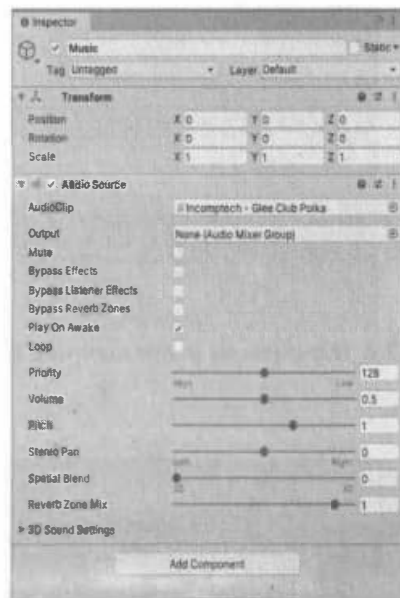 Inspector
Music Static
Tag Untagged Layer Default
Transform
Position X 0 Y 0 Z 0
Rotation X 0 Y 0 Z 0
Scale X 1 Y 1 Z 1
Audio Source
AudioClip Incomptech - Glee Club Polka
Output None (Audio Mixer Group)
Mute
Bypass Effects
Bypass Listener Effects
Bypass Reverb Zones
Play On Awake
Loop
Priority 128
High Low
Volume 0.5
Pitch 1
Stereo Pan 0
Left Right
Spatial Blend 0
2D 3D
Reverb Zone Mix 1
3D Sound Settings
Add Component